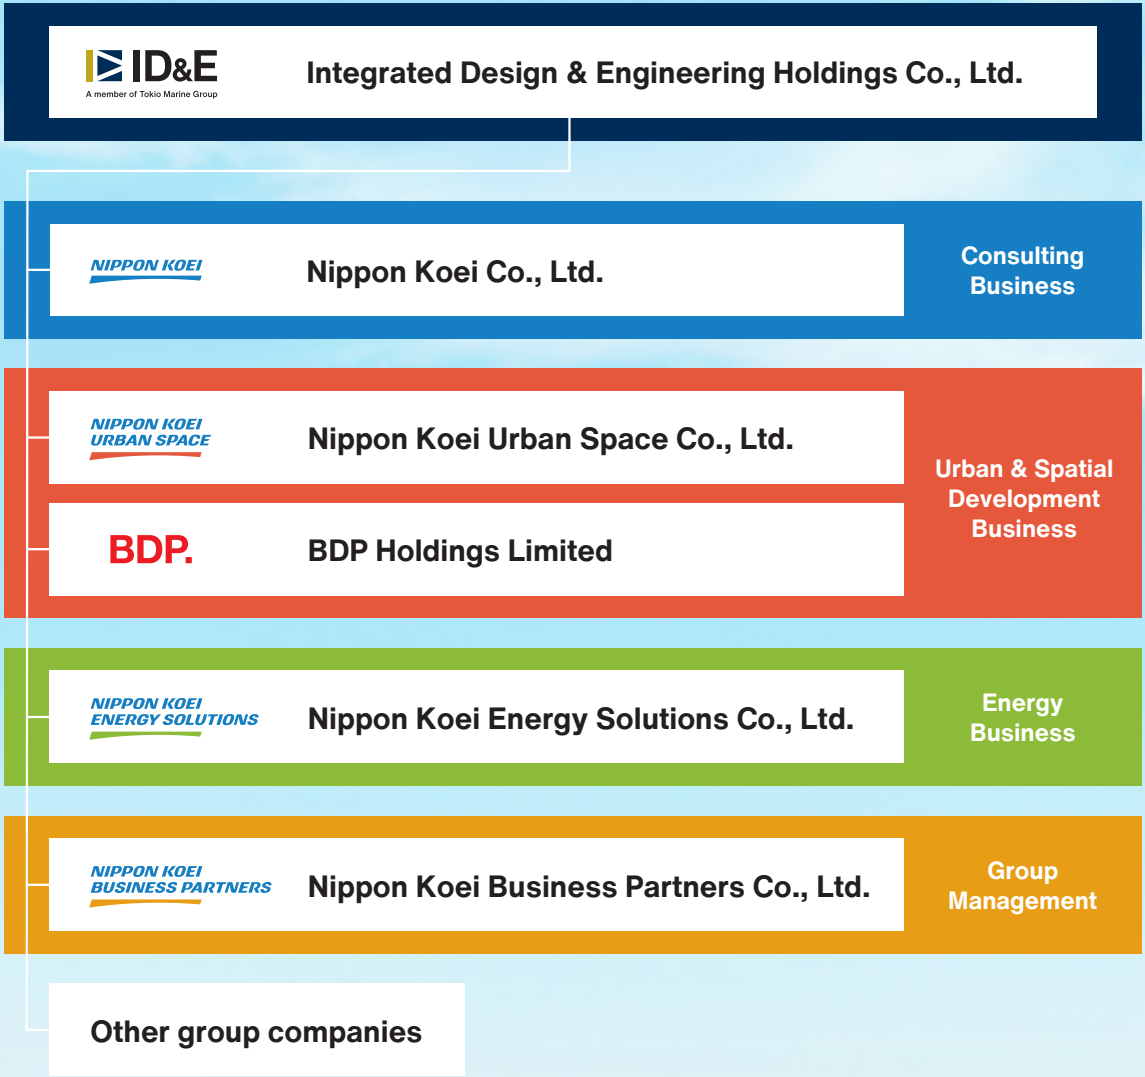 ID&E
A member of Tokio Marine Group
Integrated Design & Engineering Holdings Co., Ltd.
NIPPON KOEI
Nippon Koei Co., Ltd.
Consulting
Business
NIPPON KOEI
URBAN SPACE
Nippon Koei Urban Space Co., Ltd.
BDP.
BDP Holdings Limited
Urban & Spatial
Development
Business
NIPPON KOEI
ENERGY SOLUTIONS
Nippon Koei Energy Solutions Co., Ltd.
Energy
Business
NIPPON KOEI
BUSINESS PARTNERS
Nippon Koei Business Partners Co., Ltd.
Group
Management
Other group companies